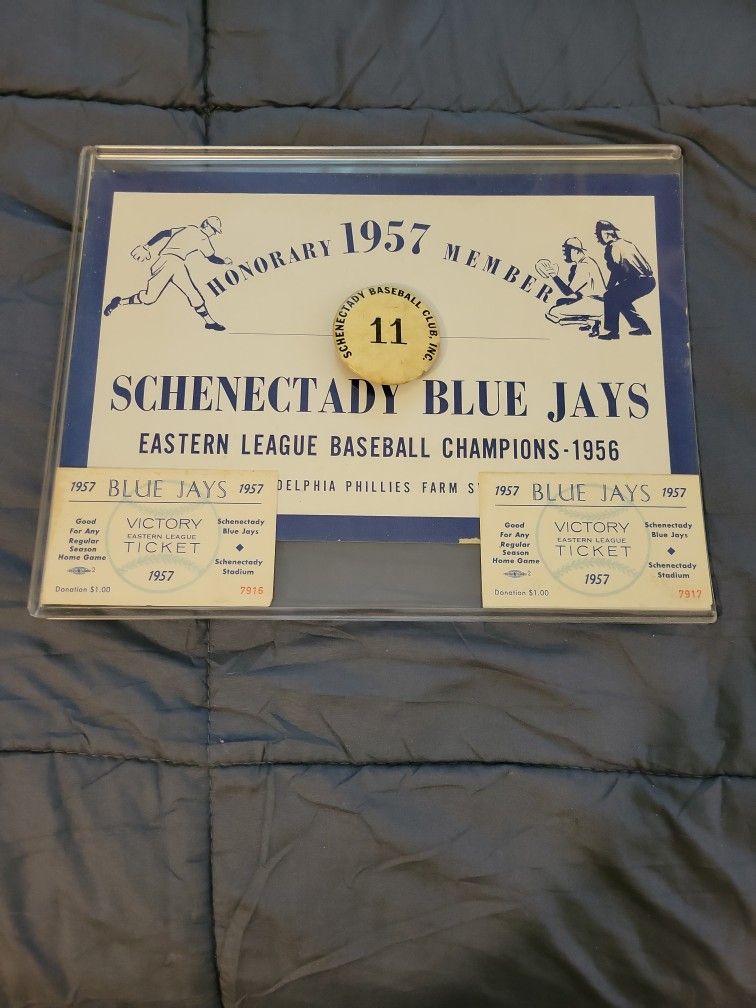 HONORARY 1957 MEMBER
SCHENECTADY BASEBALL CLUB, INC.
11
SCHENECTADY BLUE JAYS
EASTERN LEAGUE BASEBALL CHAMPIONS-1956
DELPHIA PHILLIES FARM
1957 BLUE JAYS 1957
Good
For Any
Regular
Season
Home Game
VICTORY
EASTERN LEAGUE
TICKET
1957
Schenectady
Blue Jays
Schenectady
Stadium
Donation $1.00
7916
1957 BLUE JAYS 1957
Good
For Any
Regular
Season
Home Game
VICTORY
EASTERN LEAGUE
TICKET
1957
Schenectady
Blue Jays
Schenectady
Stadium
Donation $1.00
7917